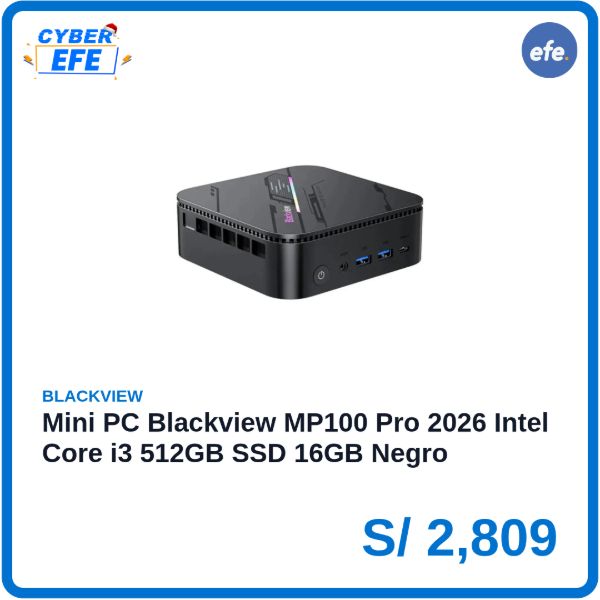 CYBER
EFE
efe.
Blackview
BLACKVIEW
Mini PC Blackview MP100 Pro 2026 Intel
Core i3 512GB SSD 16GB Negro
S/ 2,809